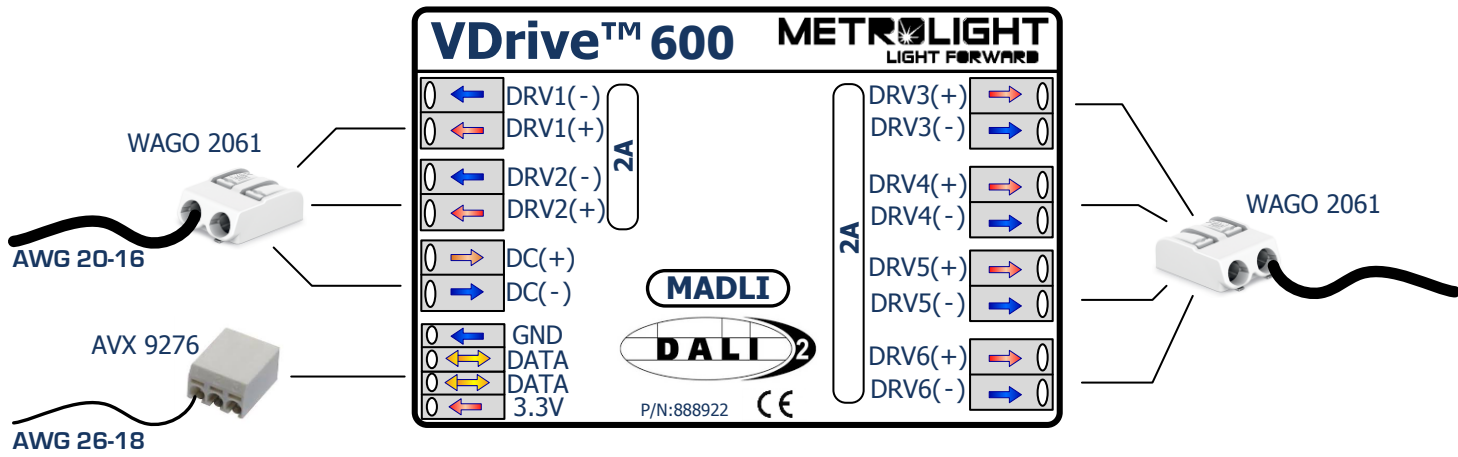 VDrive™ 600
METROLIGHT
LIGHT FORWARD
DRV1(-)
DRV1(+)
2A
DRV2(-)
DRV2(+)
DC(+)
DC(-)
GND
DATA
DATA
3.3V
DRV3(+)
DRV3(-)
DRV4(+)
DRV4(-)
2A
DRV5(+)
DRV5(-)
DRV6(+)
DRV6(-)
MADLI
DALI 2
P/N:888922
CE
WAGO 2061
AWG 20-16
AVX 9276
AWG 26-18
WAGO 2061